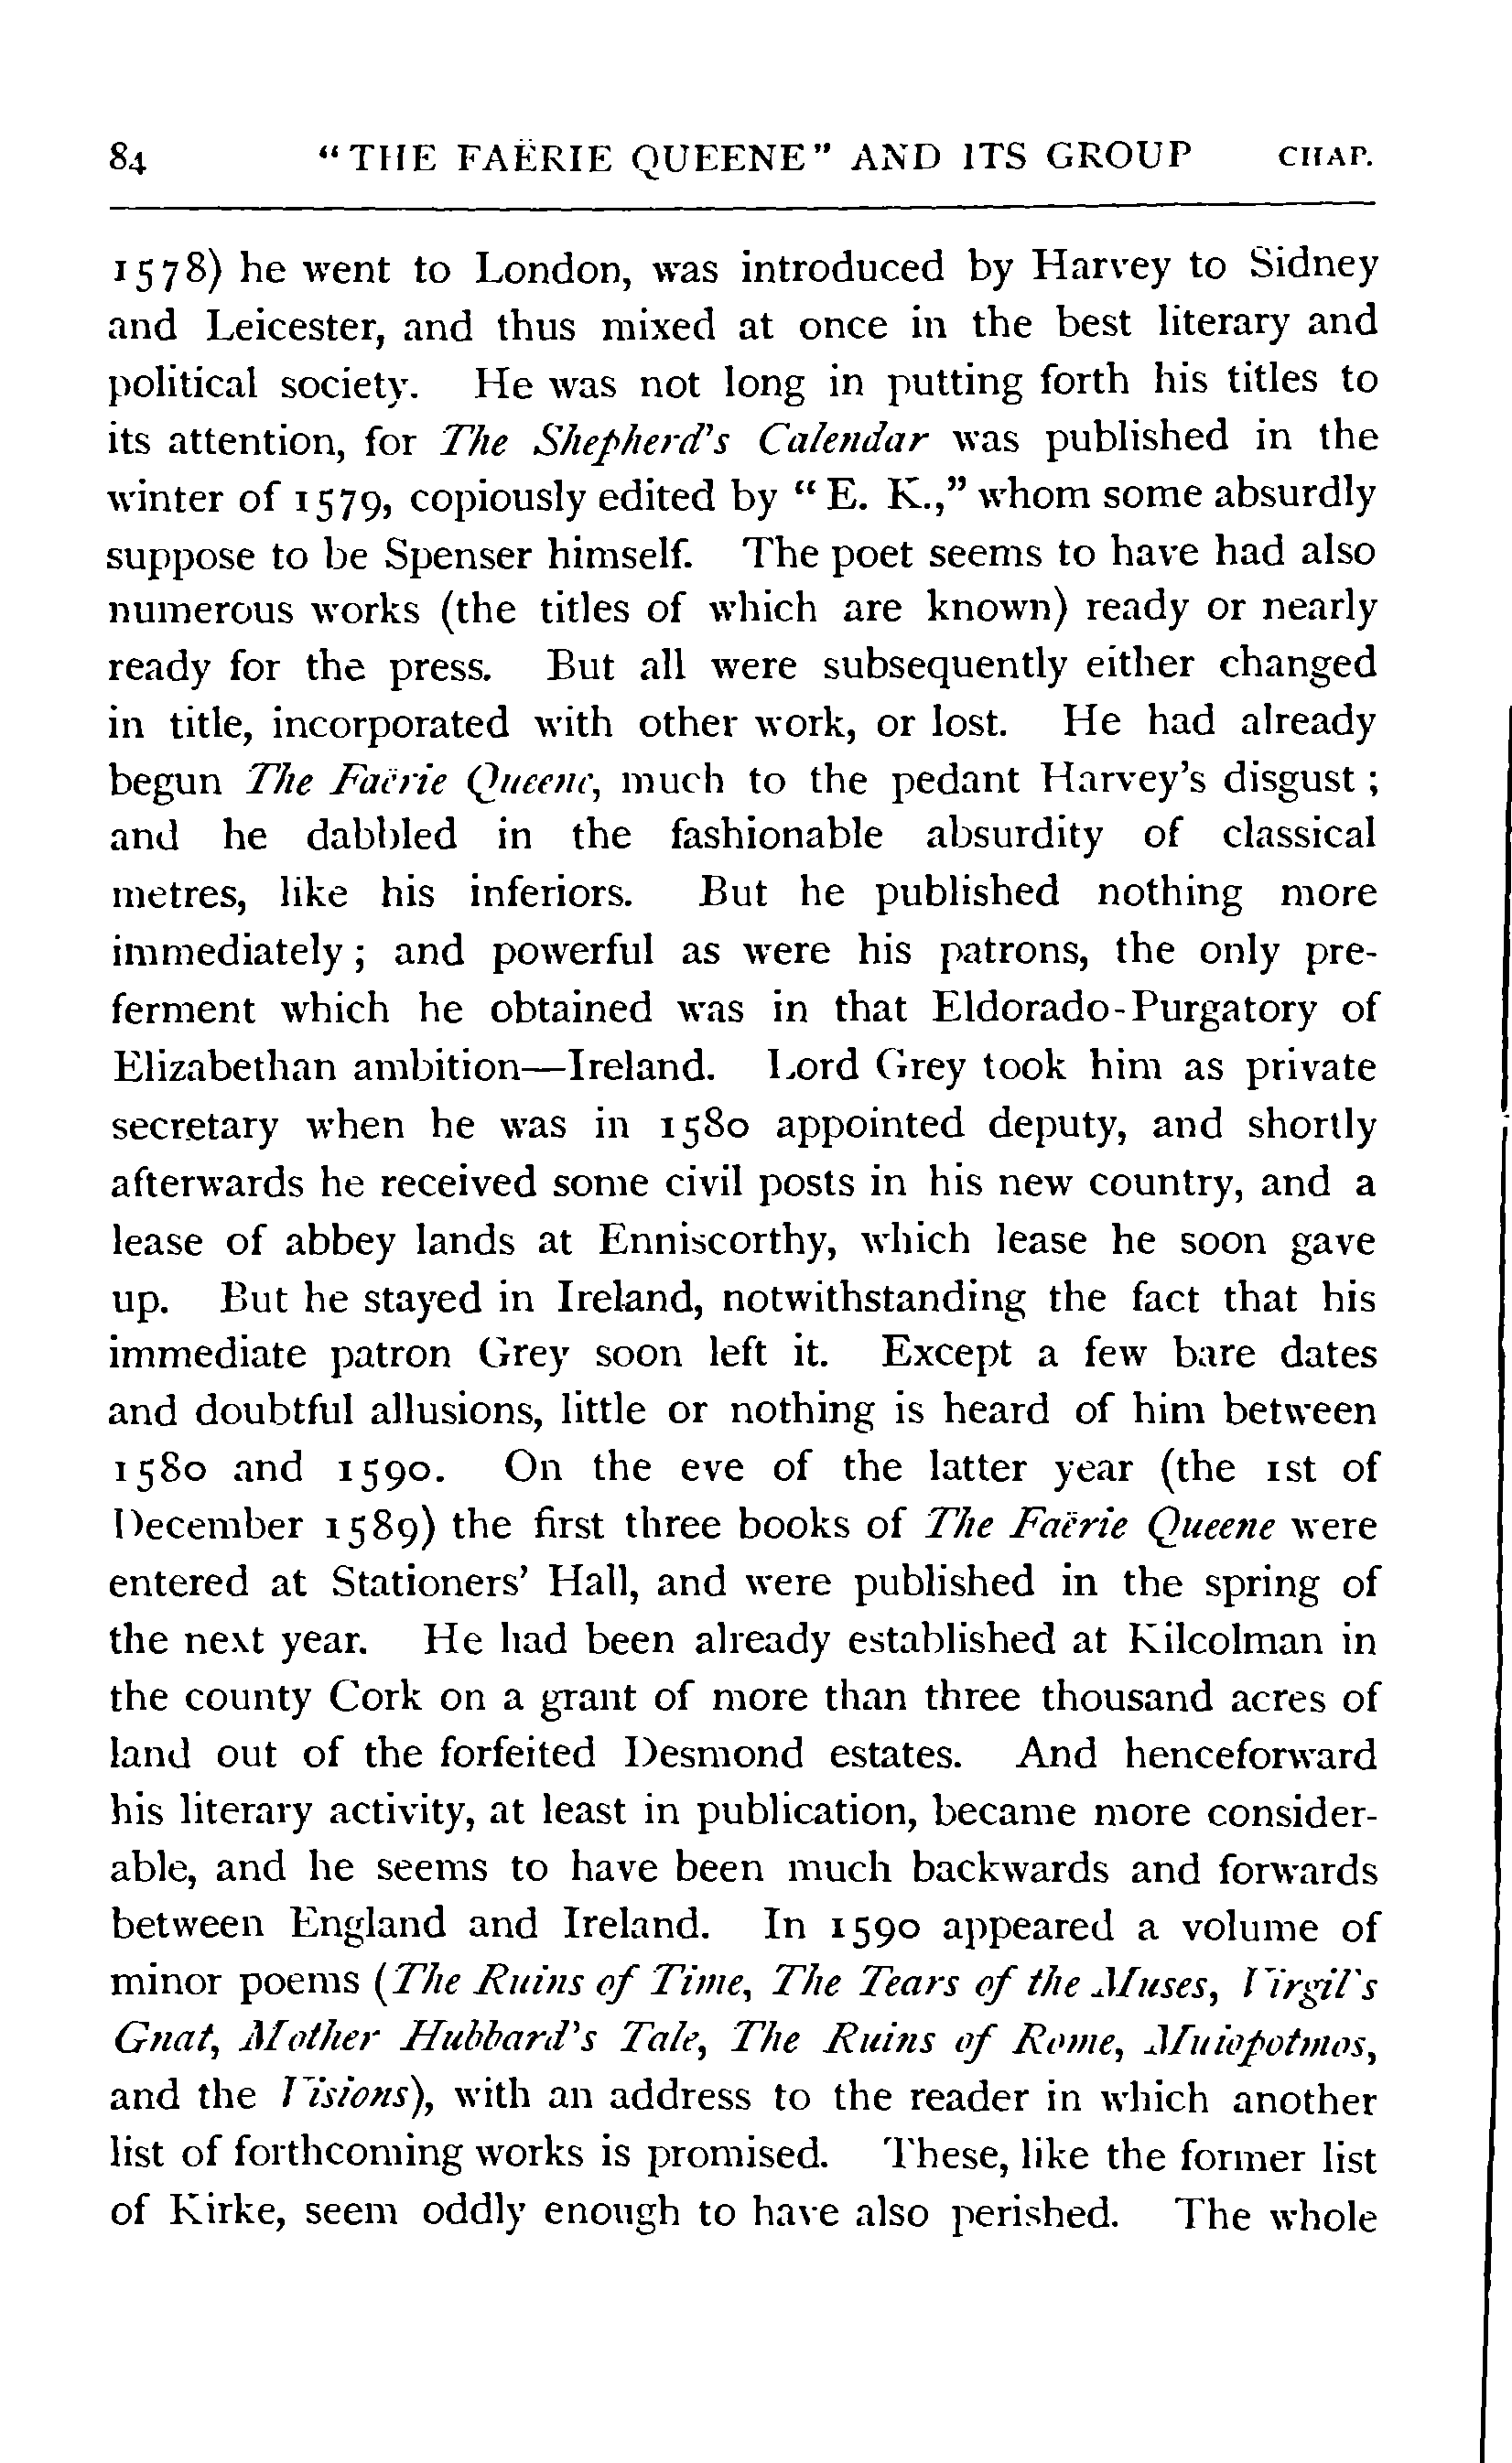 84 "THE FAËRIE QUEENE" AND ITS GROUP CHAP.
1578) he went to London, was introduced by Harvey to Sidney
and Leicester, and thus mixed at once in the best literary and
political society. He was not long in putting forth his titles to
its attention, for The Shepherd's Calendar was published in the
winter of 1579, copiously edited by "E. K.," whom some absurdly
suppose to be Spenser himself. The poet seems to have had also
numerous works (the titles of which are known) ready or nearly
ready for the press. But all were subsequently either changed
in title, incorporated with other work, or lost. He had already
begun The Faërie Queene, much to the pedant Harvey's disgust;
and he dabbled in the fashionable absurdity of classical
metres, like his inferiors. But he published nothing more
immediately; and powerful as were his patrons, the only pre-
ferment which he obtained was in that Eldorado-Purgatory of
Elizabethan ambition—Ireland. Lord Grey took him as private
secretary when he was in 1580 appointed deputy, and shortly
afterwards he received some civil posts in his new country, and a
lease of abbey lands at Enniscorthy, which lease he soon gave
up. But he stayed in Ireland, notwithstanding the fact that his
immediate patron Grey soon left it. Except a few bare dates
and doubtful allusions, little or nothing is heard of him between
1580 and 1590. On the eve of the latter year (the 1st of
December 1589) the first three books of The Faërie Queene were
entered at Stationers' Hall, and were published in the spring of
the next year. He had been already established at Kilcolman in
the county Cork on a grant of more than three thousand acres of
land out of the forfeited Desmond estates. And henceforward
his literary activity, at least in publication, became more consider-
able, and he seems to have been much backwards and forwards
between England and Ireland. In 1590 appeared a volume of
minor poems (The Ruins of Time, The Tears of the Muses, Virgil's
Gnat, Mother Hubbard's Tale, The Ruins of Rome, Muiopotmos,
and the Visions), with an address to the reader in which another
list of forthcoming works is promised. These, like the former list
of Kirke, seem oddly enough to have also perished. The whole